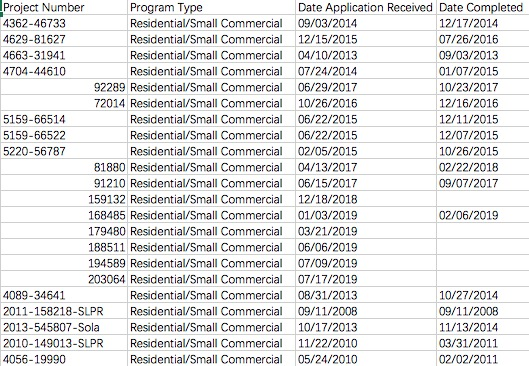 Project Number Program Type Date Application Received Date Completed
4362-46733 Residential/Small Commercial 09/03/2014 12/17/2014
4629-81627 Residential/Small Commercial 12/15/2015 07/26/2016
4663-31941 Residential/Small Commercial 04/10/2013 09/03/2013
4704-44610 Residential/Small Commercial 07/24/2014 01/07/2015
92289 Residential/Small Commercial 06/29/2017 10/23/2017
72014 Residential/Small Commercial 10/26/2016 12/16/2016
5159-66514 Residential/Small Commercial 06/22/2015 12/11/2015
5159-66522 Residential/Small Commercial 06/22/2015 12/07/2015
5220-56787 Residential/Small Commercial 02/05/2015 10/26/2015
81880 Residential/Small Commercial 04/13/2017 02/22/2018
91210 Residential/Small Commercial 06/15/2017 09/07/2017
159132 Residential/Small Commercial 12/18/2018
168485 Residential/Small Commercial 01/03/2019 02/06/2019
179480 Residential/Small Commercial 03/21/2019
188511 Residential/Small Commercial 06/06/2019
194589 Residential/Small Commercial 07/09/2019
203064 Residential/Small Commercial 07/17/2019
4089-34641 Residential/Small Commercial 08/31/2013 10/27/2014
2011-158218-SLPR Residential/Small Commercial 09/11/2008 09/11/2008
2013-545807-Sola Residential/Small Commercial 10/17/2013 11/13/2014
2010-149013-SLPR Residential/Small Commercial 11/22/2010 03/31/2011
4056-19990 Residential/Small Commercial 05/24/2010 02/02/2011